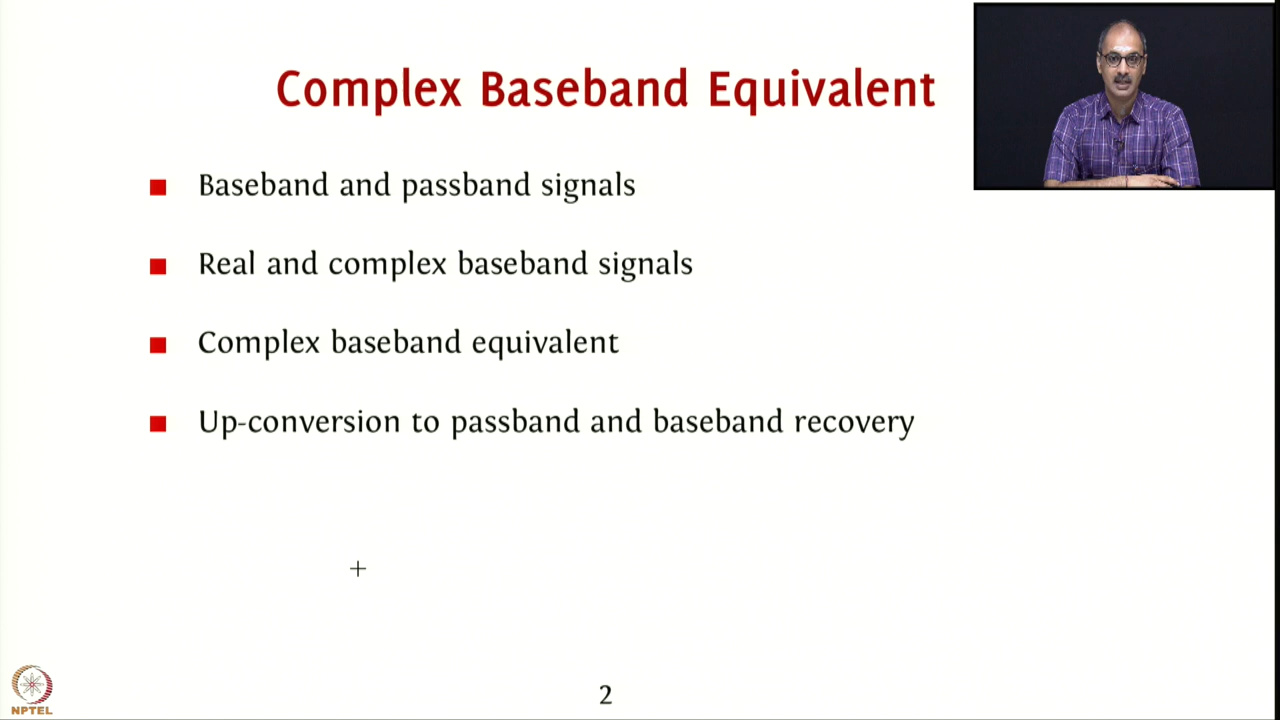 Complex Baseband Equivalent
Baseband and passband signals
Real and complex baseband signals
Complex baseband equivalent
Up-conversion to passband and baseband recovery
NPTEL
2